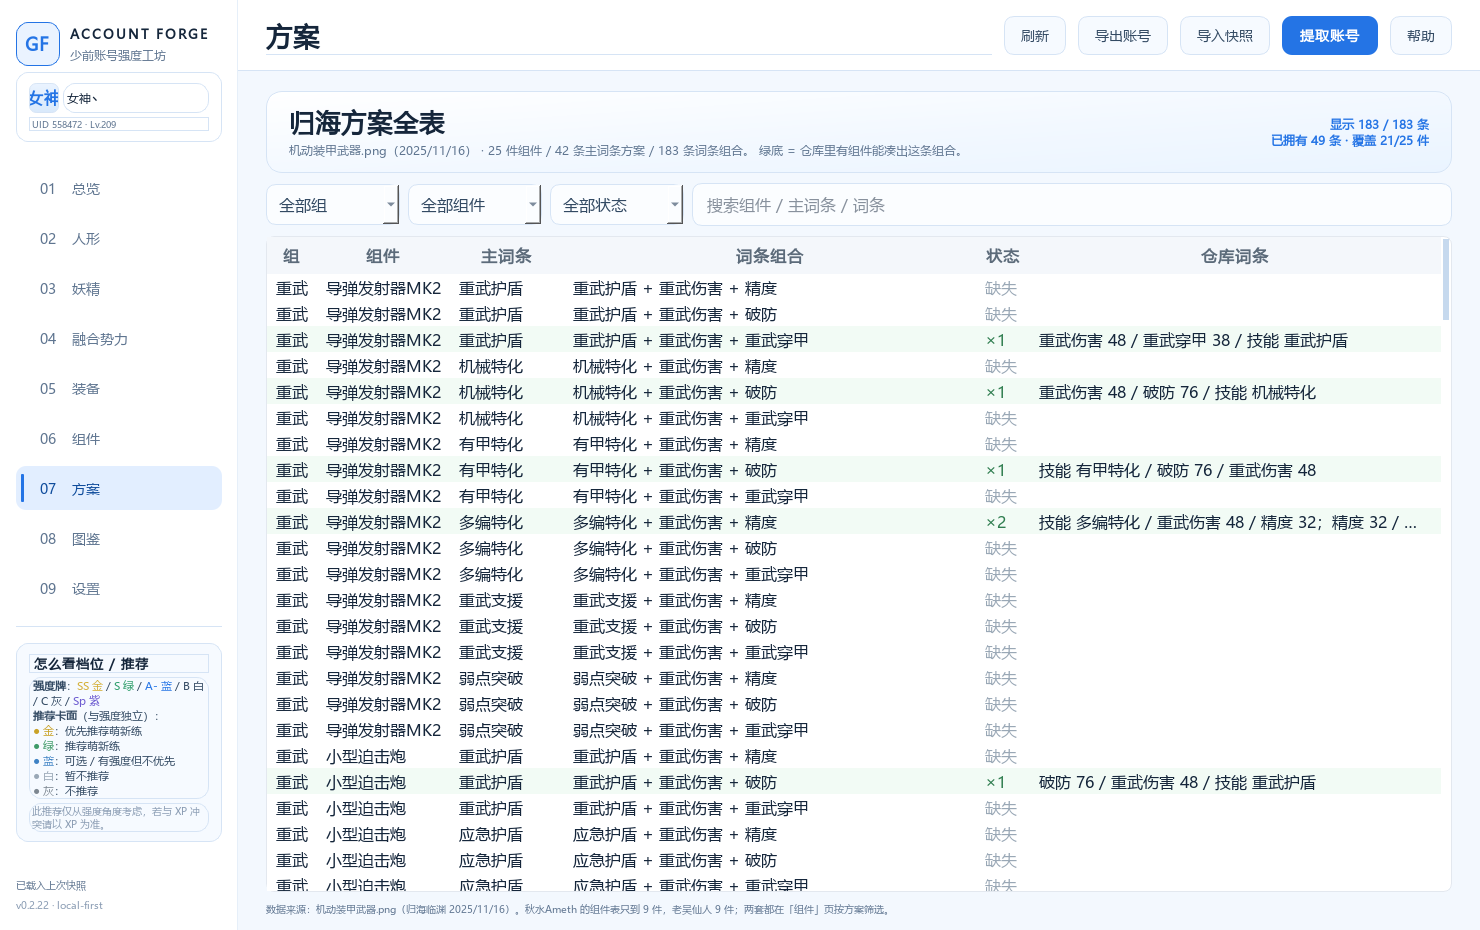 GF
ACCOUNT FORGE
少前账号强度工坊
女神
女神丶
UID 558472 · Lv.209
01 总览
02 人形
03 妖精
04 融合势力
05 装备
06 组件
07 方案
08 图鉴
09 设置
怎么看档位 / 推荐
强度牌：SS 金 / S 绿 / A- 蓝 / B 白
/ C 灰 / Sp 紫
推荐卡面（与强度独立）：
● 金：优先推荐萌新练
● 绿：推荐萌新练
● 蓝：可选 / 有强度但不优先
● 白：暂不推荐
● 灰：不推荐
此推荐仅从强度角度考虑，若与 XP 冲
突请以 XP 为准。
已载入上次快照
v0.2.22 · local-first
方案
刷新
导出账号
导入快照
提取账号
帮助
归海方案全表
机动装甲武器.png（2025/11/16） · 25 件组件 / 42 条主词条方案 / 183 条词条组合。 绿底 = 仓库里有组件能凑出这条组合。
显示 183 / 183 条
已拥有 49 条 · 覆盖 21/25 件
全部组
全部组件
全部状态
搜索组件 / 主词条 / 词条
组 组件 主词条 词条组合 状态 仓库词条
重武 导弹发射器MK2 重武护盾 重武护盾 + 重武伤害 + 精度 缺失
重武 导弹发射器MK2 重武护盾 重武护盾 + 重武伤害 + 破防 缺失
重武 导弹发射器MK2 重武护盾 重武护盾 + 重武伤害 + 重武穿甲 ×1 重武伤害 48 / 重武穿甲 38 / 技能 重武护盾
重武 导弹发射器MK2 机械特化 机械特化 + 重武伤害 + 精度 缺失
重武 导弹发射器MK2 机械特化 机械特化 + 重武伤害 + 破防 ×1 重武伤害 48 / 破防 76 / 技能 机械特化
重武 导弹发射器MK2 机械特化 机械特化 + 重武伤害 + 重武穿甲 缺失
重武 导弹发射器MK2 有甲特化 有甲特化 + 重武伤害 + 精度 缺失
重武 导弹发射器MK2 有甲特化 有甲特化 + 重武伤害 + 破防 ×1 技能 有甲特化 / 破防 76 / 重武伤害 48
重武 导弹发射器MK2 有甲特化 有甲特化 + 重武伤害 + 重武穿甲 缺失
重武 导弹发射器MK2 多编特化 多编特化 + 重武伤害 + 精度 ×2 技能 多编特化 / 重武伤害 48 / 精度 32；精度 32 / ...
重武 导弹发射器MK2 多编特化 多编特化 + 重武伤害 + 破防 缺失
重武 导弹发射器MK2 多编特化 多编特化 + 重武伤害 + 重武穿甲 缺失
重武 导弹发射器MK2 重武支援 重武支援 + 重武伤害 + 精度 缺失
重武 导弹发射器MK2 重武支援 重武支援 + 重武伤害 + 破防 缺失
重武 导弹发射器MK2 重武支援 重武支援 + 重武伤害 + 重武穿甲 缺失
重武 导弹发射器MK2 弱点突破 弱点突破 + 重武伤害 + 精度 缺失
重武 导弹发射器MK2 弱点突破 弱点突破 + 重武伤害 + 破防 缺失
重武 导弹发射器MK2 弱点突破 弱点突破 + 重武伤害 + 重武穿甲 缺失
重武 小型迫击炮 重武护盾 重武护盾 + 重武伤害 + 精度 缺失
重武 小型迫击炮 重武护盾 重武护盾 + 重武伤害 + 破防 ×1 破防 76 / 重武伤害 48 / 技能 重武护盾
重武 小型迫击炮 重武护盾 重武护盾 + 重武伤害 + 重武穿甲 缺失
重武 小型迫击炮 应急护盾 应急护盾 + 重武伤害 + 精度 缺失
重武 小型迫击炮 应急护盾 应急护盾 + 重武伤害 + 破防 缺失
重武 小型迫击炮 应急护盾 应急护盾 + 重武伤害 + 重武穿甲 缺失
数据来源：机动装甲武器.png（归海临渊 2025/11/16）。秋水Ameth 的组件表只到 9 件，老吴仙人 9 件；两套都在「组件」页按方案筛选。